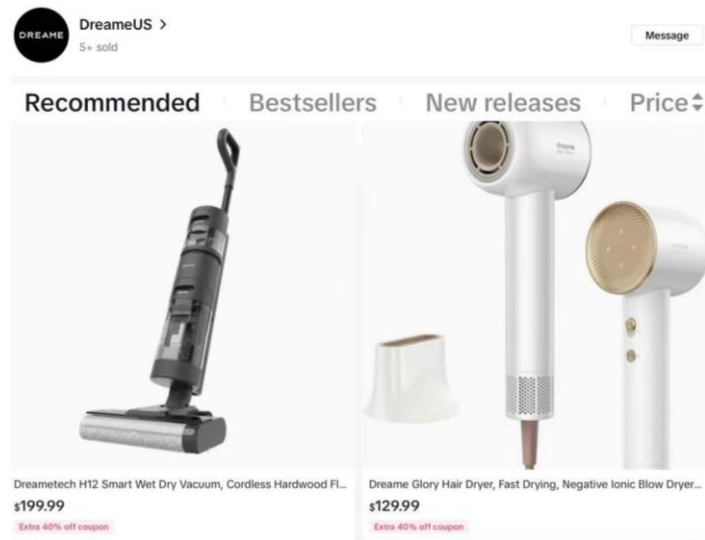 DREAME
DreameUS >
5+ sold
Message
Recommended
Bestsellers
New releases
Price
dreame
Dreametech H12 Smart Wet Dry Vacuum, Cordless Hardwood Fl...
$199.99
Extra 40% off coupon
Dreame Glory Hair Dryer, Fast Drying, Negative Ionic Blow Dryer...
$129.99
Extra 40% off coupon